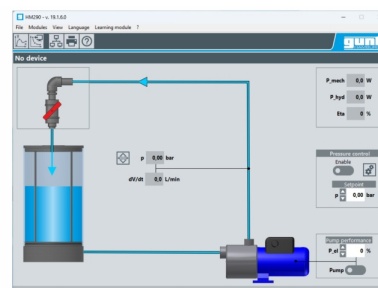 HM290 - v. 19.1.6.0
File Modules View Language Learning module ?
gunt
No device
P_mech 0,0 W
P_hyd 0,0 W
Eta 0 %
p 0,00 bar
dV/dt 0,0 L/min
Pressure control
Enable
Setpoint
p 0,00 bar
Pump performance
P_el 0 %
Pump